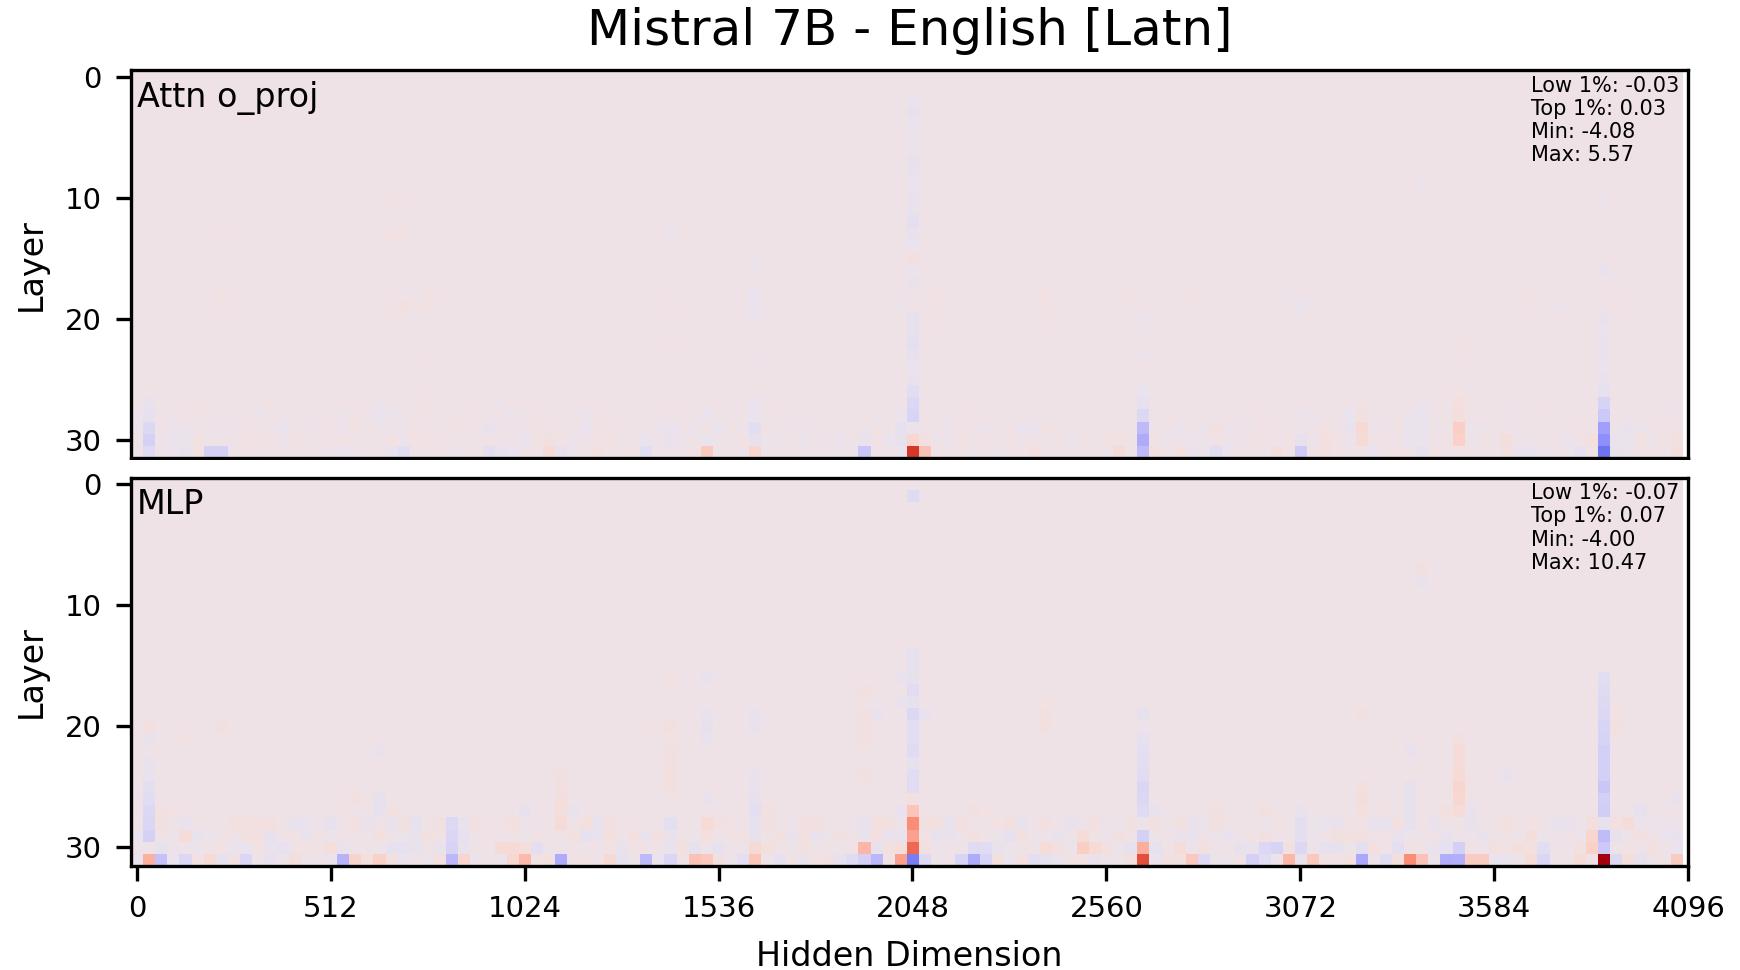 Mistral 7B - English [Latn]
Attn o_proj
Low 1%: -0.03
Top 1%: 0.03
Min: -4.08
Max: 5.57
0
10
20
30
Layer
MLP
Low 1%: -0.07
Top 1%: 0.07
Min: -4.00
Max: 10.47
0
10
20
30
Layer
0 512 1024 1536 2048 2560 3072 3584 4096
Hidden Dimension